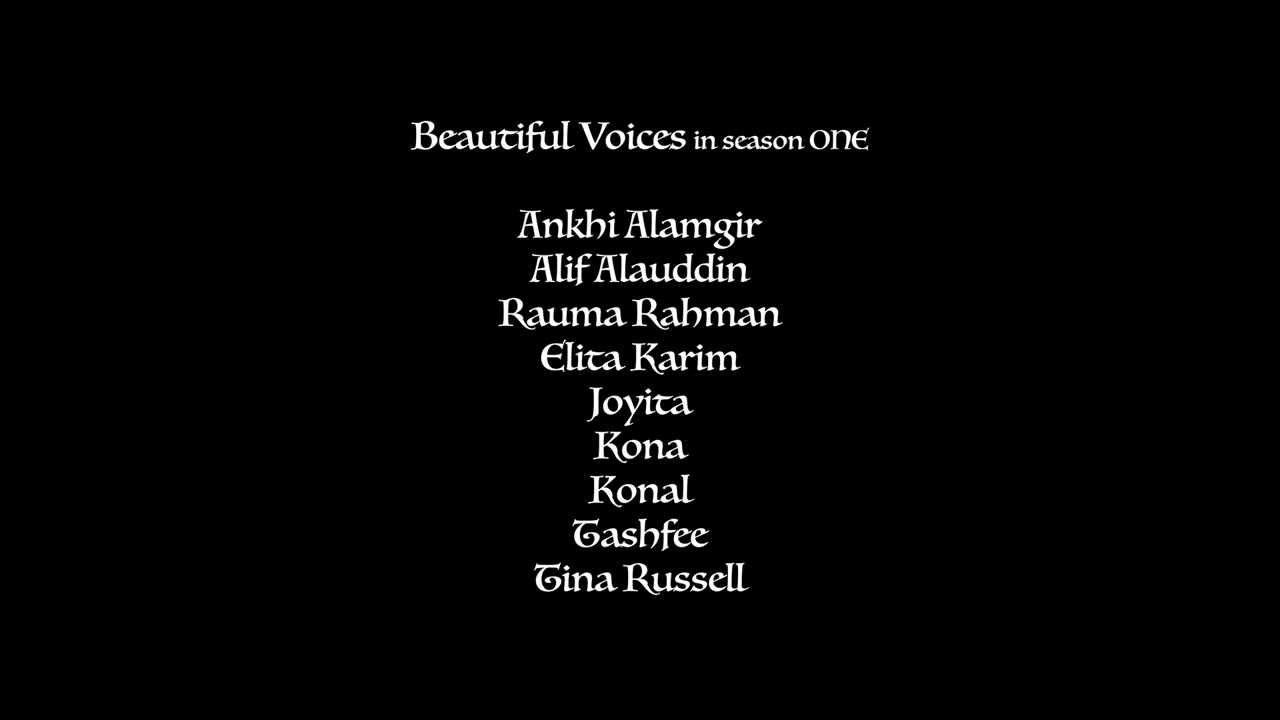 Beautiful Voices in season ONE
Ankhi Alamgir
Alif Alauddin
Rauma Rahman
Elita Karim
Joyita
Kona
Konal
Tashfee
Tina Russell